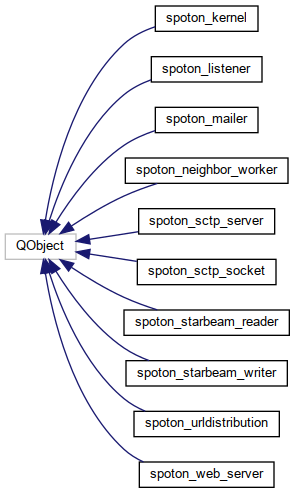 spoton_kernel
spoton_listener
spoton_mailer
spoton_neighbor_worker
spoton_sctp_server
QObject
spoton_sctp_socket
spoton_starbeam_reader
spoton_starbeam_writer
spoton_urldistribution
spoton_web_server